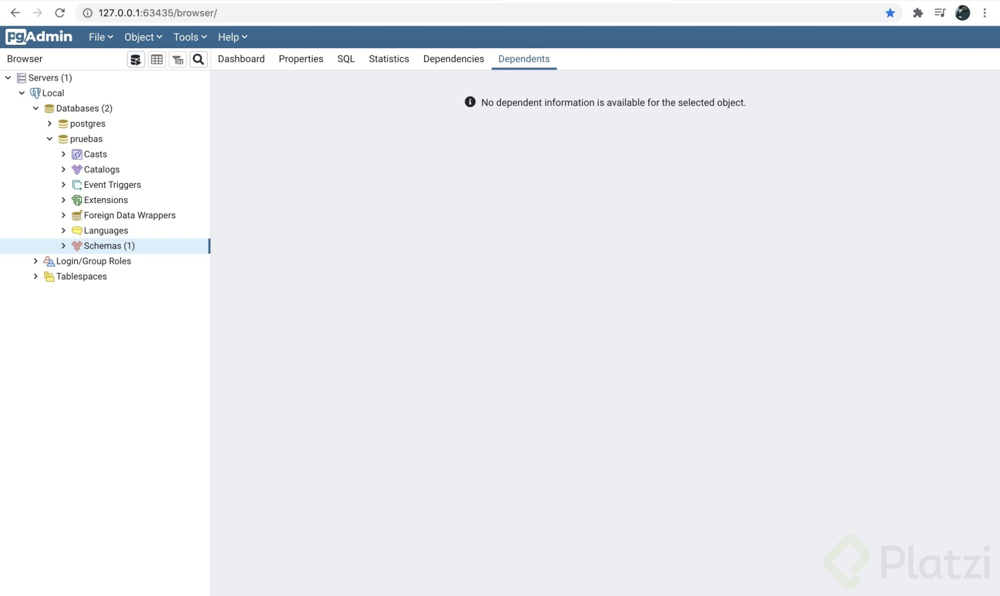 127.0.0.1:63435/browser/
pgAdmin File Object Tools Help
Browser Dashboard Properties SQL Statistics Dependencies Dependents
Servers (1)
Local
Databases (2)
postgres
pruebas
Casts
Catalogs
Event Triggers
Extensions
Foreign Data Wrappers
Languages
Schemas (1)
Login/Group Roles
Tablespaces
No dependent information is available for the selected object.
Platzi